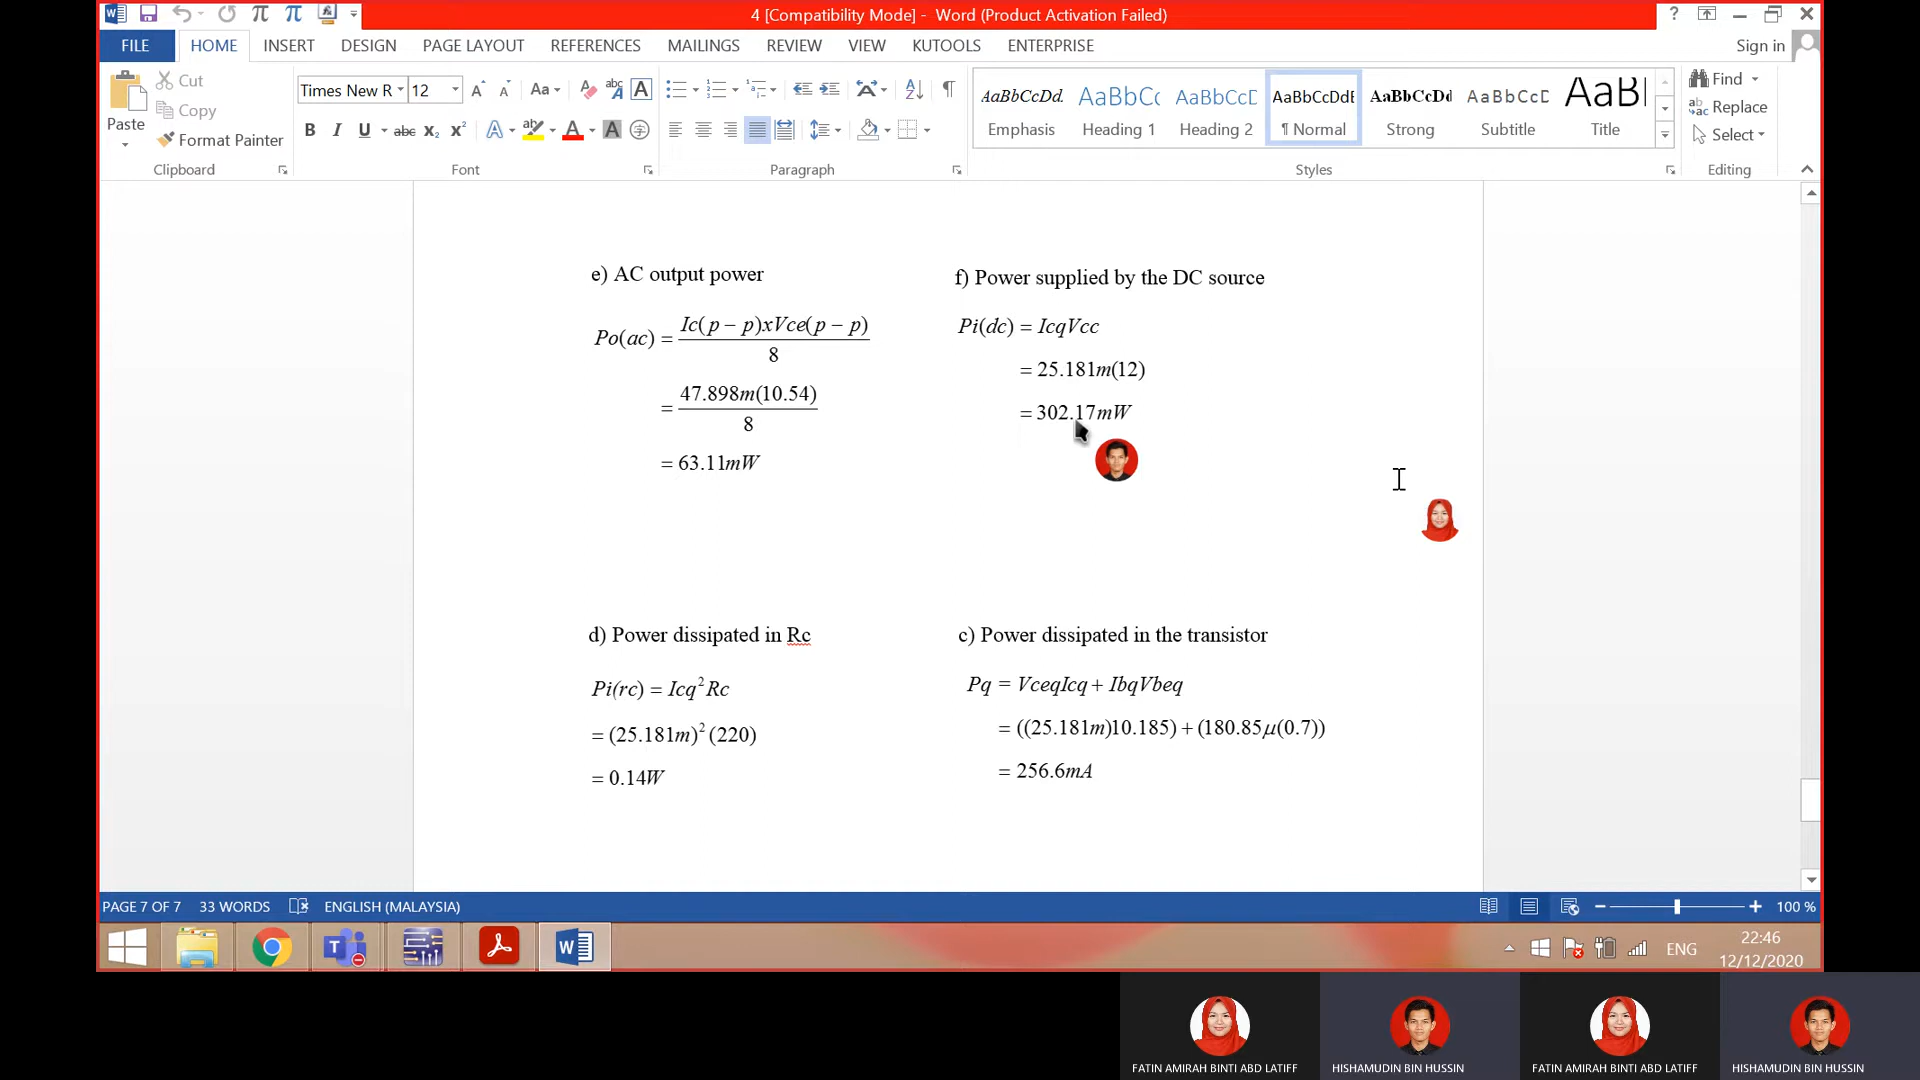 4 [Compatibility Mode] - Word (Product Activation Failed)
FILE HOME INSERT DESIGN PAGE LAYOUT REFERENCES MAILINGS REVIEW VIEW KUTOOLS ENTERPRISE Sign in
Paste
Cut
Copy
Format Painter
Clipboard
Times New R 12
Font
Paragraph
AaBbCcDd. AaBbCc AaBbCcD AaBbCcDdE AaBbCcDd AaBbCcD AaB
Emphasis Heading 1 Heading 2 ¶ Normal Strong Subtitle Title
Styles
Find
Replace
Select
Editing
e) AC output power
Po(ac) = Ic(p − p)xVce(p − p) / 8
= 47.898m(10.54) / 8
= 63.11mW
f) Power supplied by the DC source
Pi(dc) = IcqVcc
= 25.181m(12)
= 302.17mW
d) Power dissipated in Rc
Pi(rc) = Icq² Rc
= (25.181m)² (220)
= 0.14W
c) Power dissipated in the transistor
Pq = VceqIcq + IbqVbeq
= ((25.181m)10.185) + (180.85μ(0.7))
= 256.6mA
PAGE 7 OF 7 33 WORDS ENGLISH (MALAYSIA) 100 %
ENG
22:46
12/12/2020
FATIN AMIRAH BINTI ABD LATIFF HISHAMUDIN BIN HUSSIN FATIN AMIRAH BINTI ABD LATIFF HISHAMUDIN BIN HUSSIN